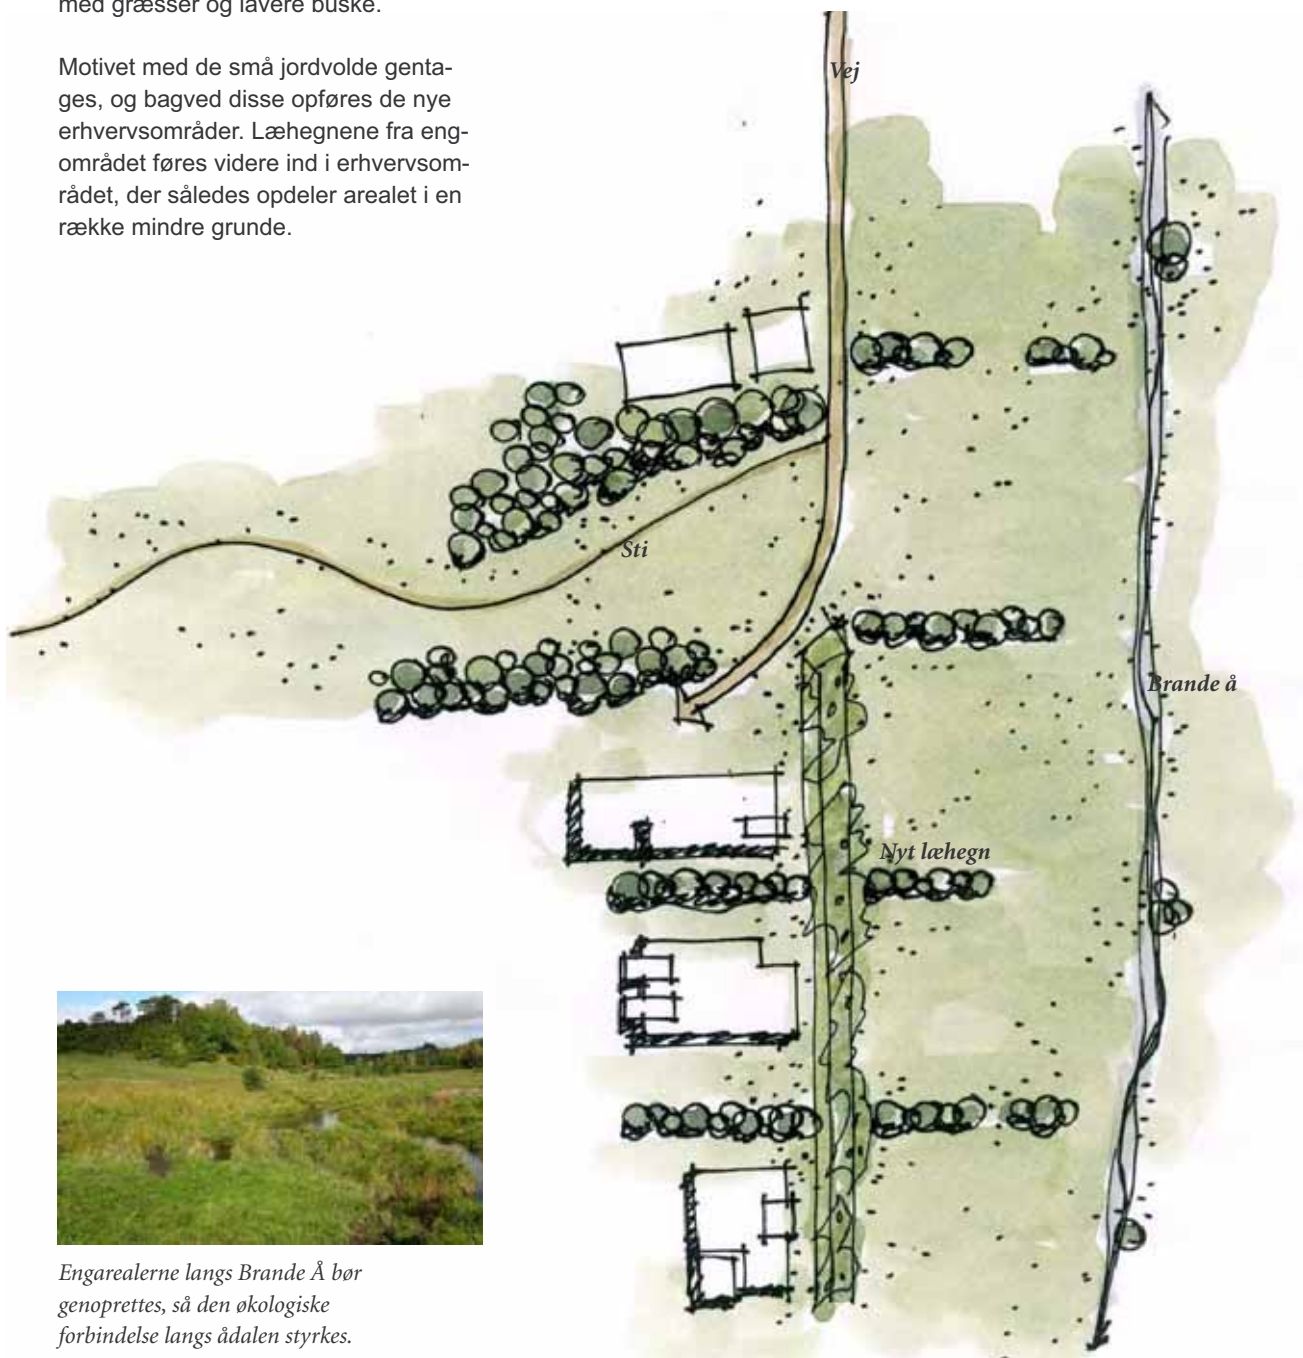 med græsser og lavere buske.
Motivet med de små jordvolde genta-
ges, og bagved disse opføres de nye
erhvervsområder. Læhegnene fra eng-
området føres videre ind i erhvervsom-
rådet, der således opdeler arealet i en
række mindre grunde.
Vej
Sti
Brande å
Nyt læhegn
Engarealerne langs Brande Å bør
genoprettes, så den økologiske
forbindelse langs ådalen styrkes.